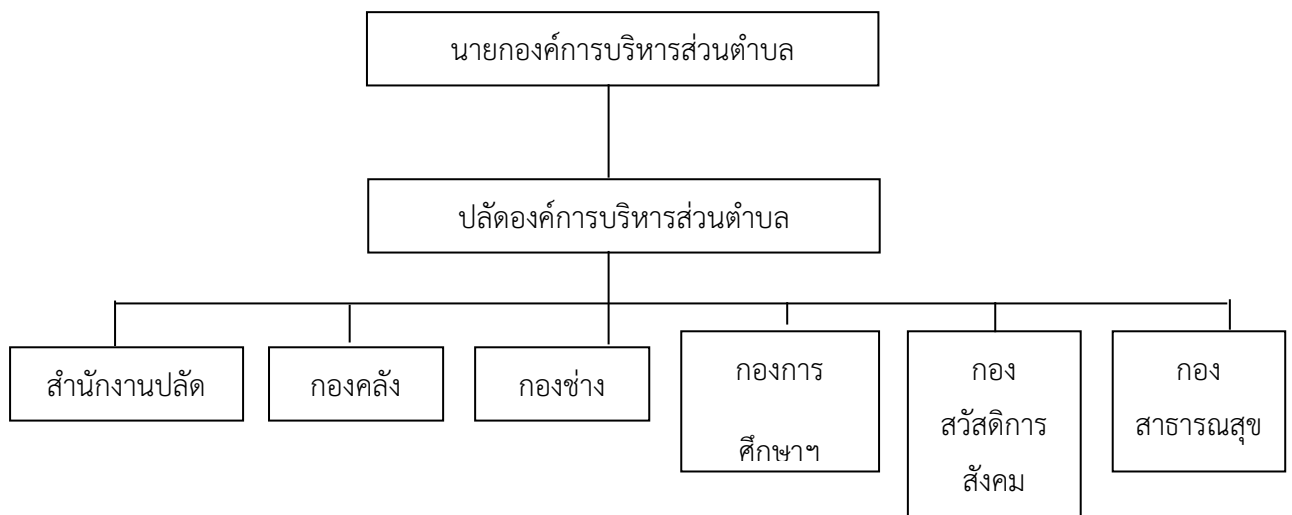 นายกองค์การบริหารส่วนตำบล
ปลัดองค์การบริหารส่วนตำบล
สำนักงานปลัด
กองคลัง
กองช่าง
กองการ
ศึกษาฯ
กอง
สวัสดิการ
สังคม
กอง
สาธารณสุข